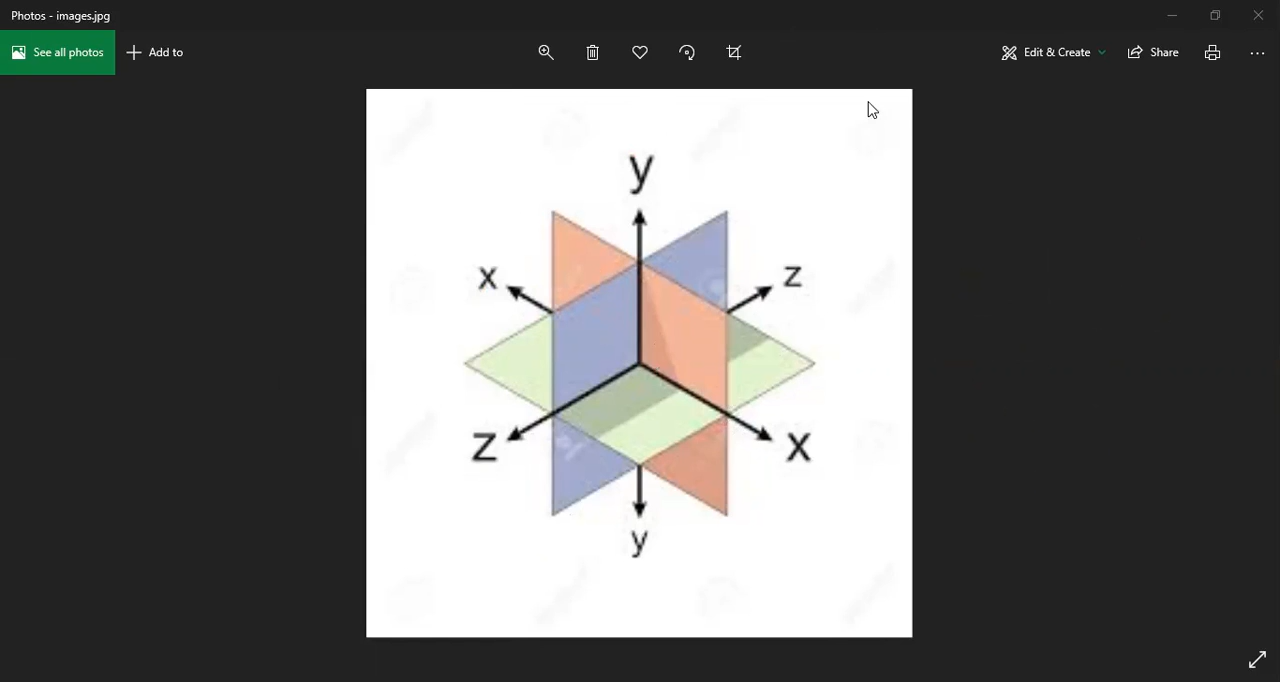 Photos - images.jpg
See all photos
Add to
Edit & Create
Share
y
x
z
z
x
y